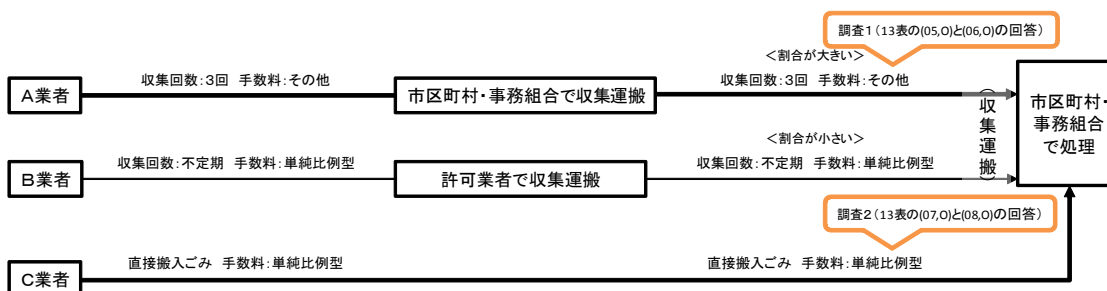 調査1(13表の(05,O)と(06,O)の回答)
<割合が大きい>
収集回数:3回 手数料:その他
収集回数:3回 手数料:その他
A業者
市区町村・事務組合で収集運搬
(収集運搬)
市区町村・
事務組合
で処理
<割合が小さい>
収集回数:不定期 手数料:単純比例型
収集回数:不定期 手数料:単純比例型
B業者
許可業者で収集運搬
調査2(13表の(07,O)と(08,O)の回答)
直接搬入ごみ 手数料:単純比例型
直接搬入ごみ 手数料:単純比例型
C業者